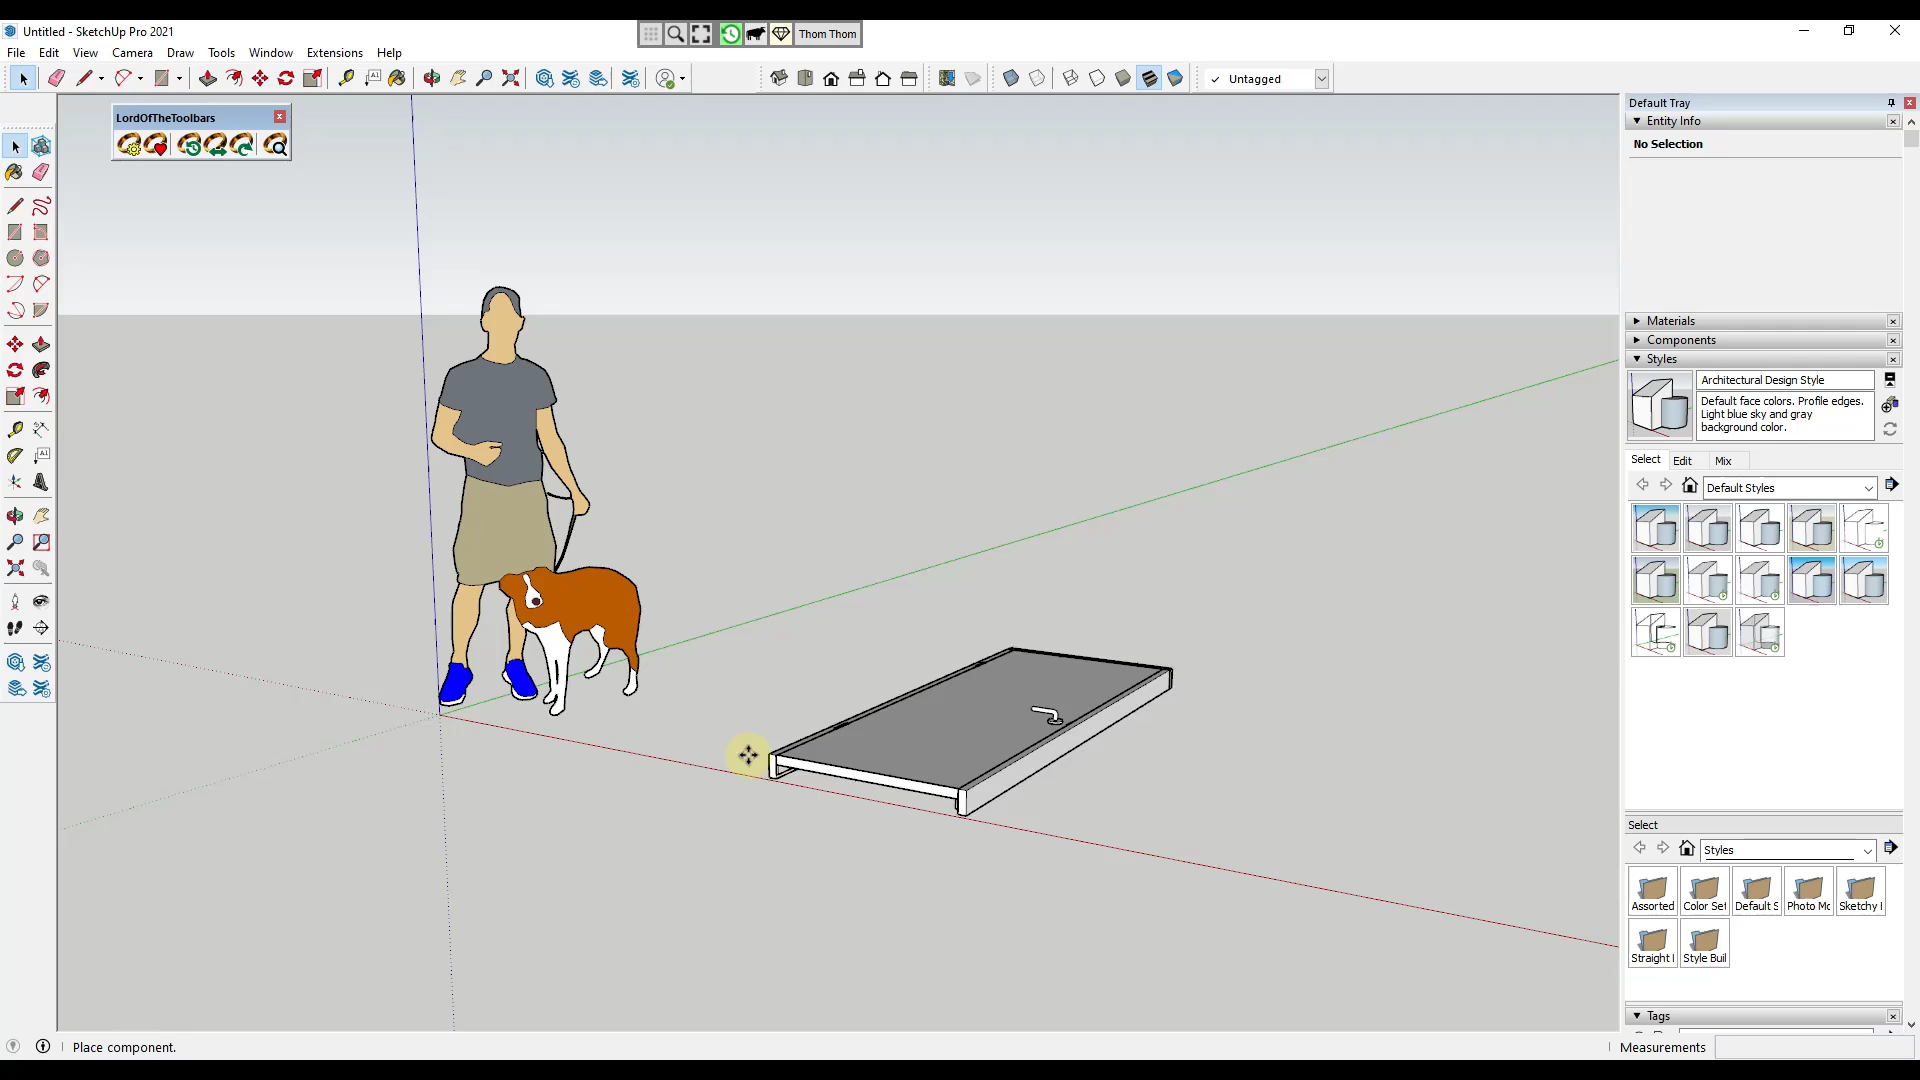 Untitled - SketchUp Pro 2021
Thom Thom
File Edit View Camera Draw Tools Window Extensions Help
Untagged
LordOfTheToolbars
Default Tray
Entity Info
No Selection
Materials
Components
Styles
Architectural Design Style
Default face colors. Profile edges.
Light blue sky and gray
background color.
Select Edit Mix
Default Styles
Select
Styles
Assorted Color Set Default S Photo Mo Sketchy I
Straight I Style Buil
Tags
Place component.
Measurements